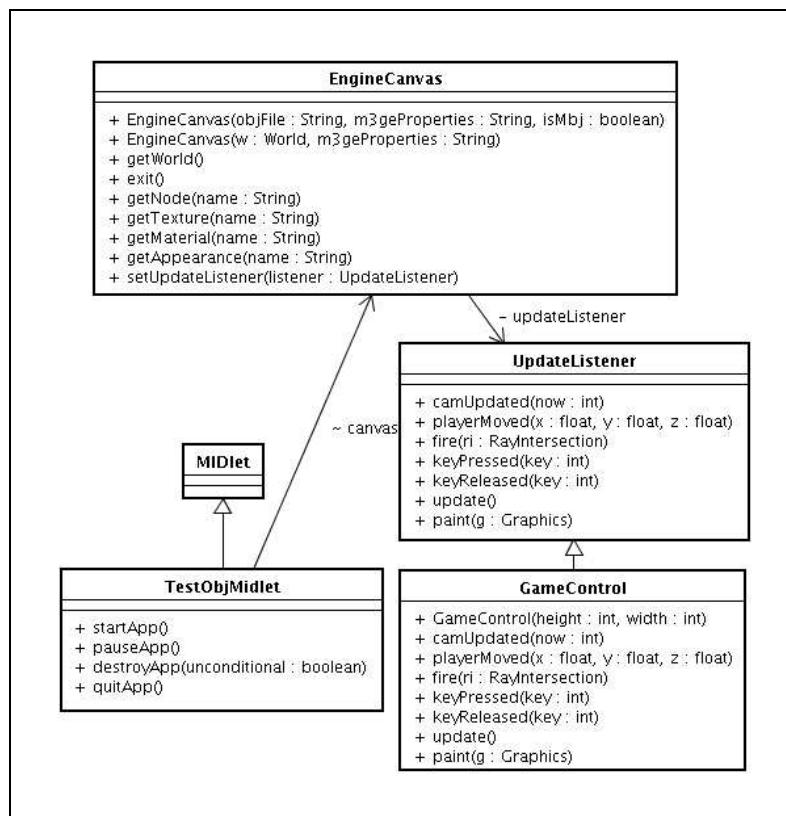 EngineCanvas
+ EngineCanvas(objFile : String, m3geProperties : String, isMbj : boolean)
+ EngineCanvas(w : World, m3geProperties : String)
+ getWorld()
+ exit()
+ getNode(name : String)
+ getTexture(name : String)
+ getMaterial(name : String)
+ getAppearance(name : String)
+ setUpdateListener(listener : UpdateListener)
~ updateListener
UpdateListener
+ camUpdated(now : int)
+ playerMoved(x : float, y : float, z : float)
+ fire(ri : RayIntersection)
+ keyPressed(key : int)
+ keyReleased(key : int)
+ update()
+ paint(g : Graphics)
~ canvas
MIDlet
TestObjMidlet
+ startApp()
+ pauseApp()
+ destroyApp(unconditional : boolean)
+ quitApp()
GameControl
+ GameControl(height : int, width : int)
+ camUpdated(now : int)
+ playerMoved(x : float, y : float, z : float)
+ fire(ri : RayIntersection)
+ keyPressed(key : int)
+ keyReleased(key : int)
+ update()
+ paint(g : Graphics)